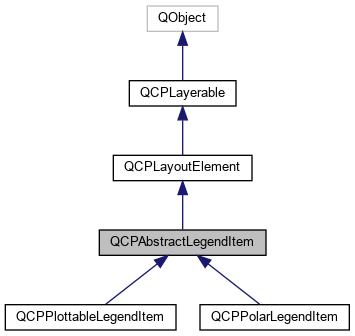 QObject
QCPLayerable
QCPLayoutElement
QCPAbstractLegendItem
QCPPlottableLegendItem
QCPPolarLegendItem